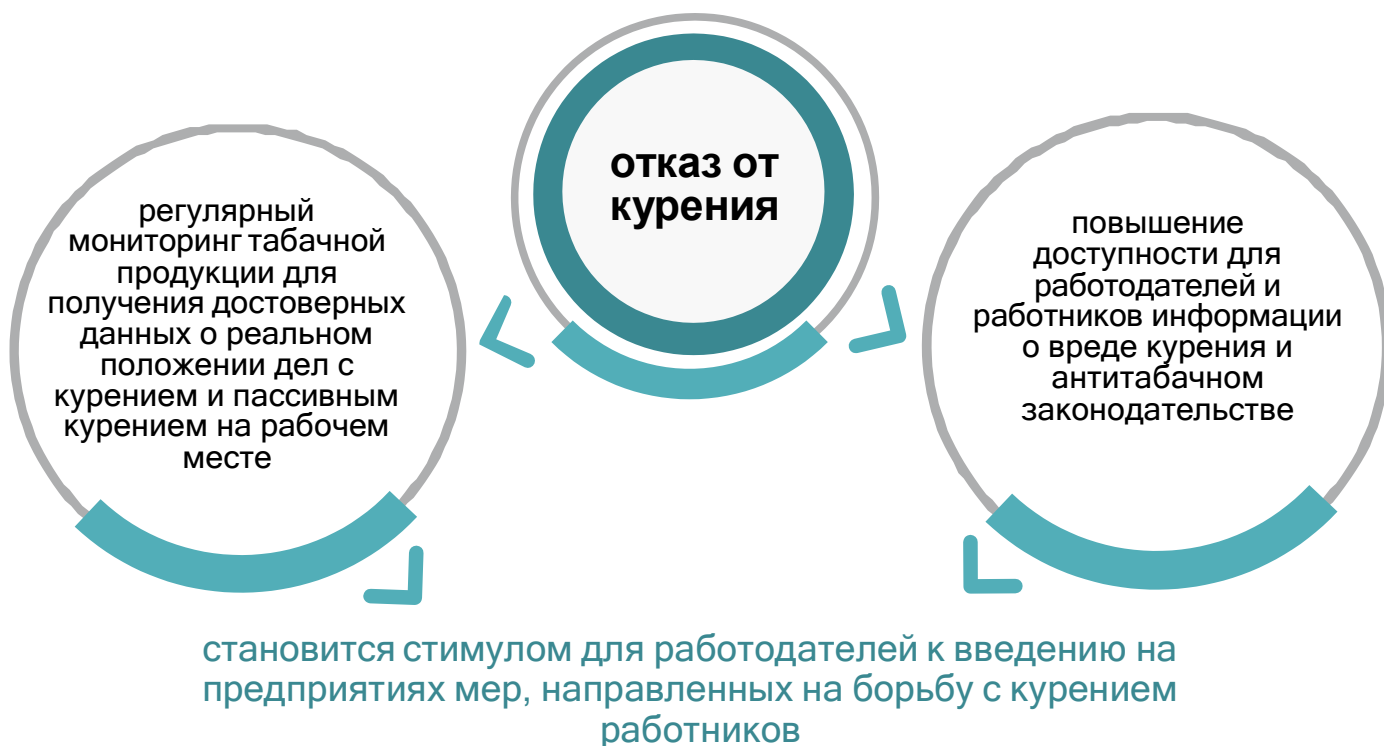 отказ от
курения
регулярный
мониторинг табачной
продукции для
получения достоверных
данных о реальном
положении дел с
курением и пассивным
курением на рабочем
месте
повышение
доступности для
работодателей и
работников информации
о вреде курения и
антитабачном
законодательстве
становится стимулом для работодателей к введению на
предприятиях мер, направленных на борьбу с курением
работников